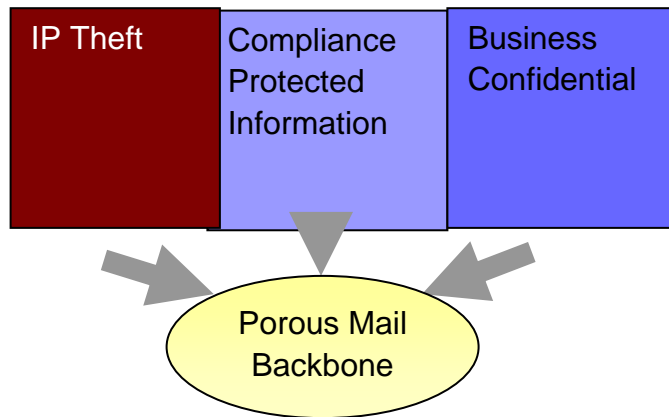 IP Theft
Compliance
Protected
Information
Business
Confidential
Porous Mail
Backbone